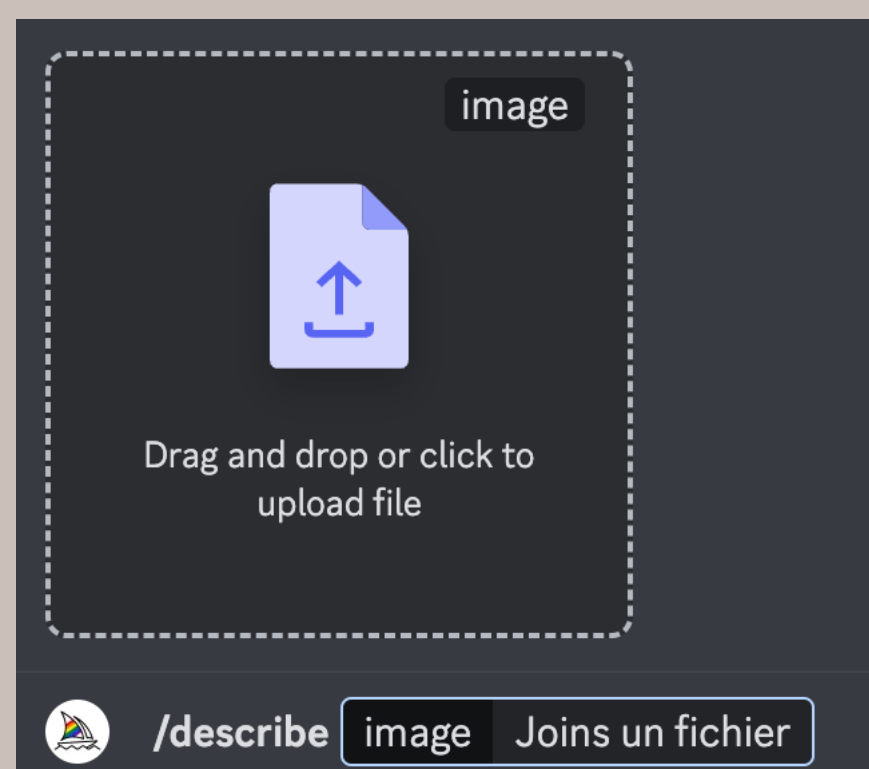 image
Drag and drop or click to
upload file
/describe image Joins un fichier